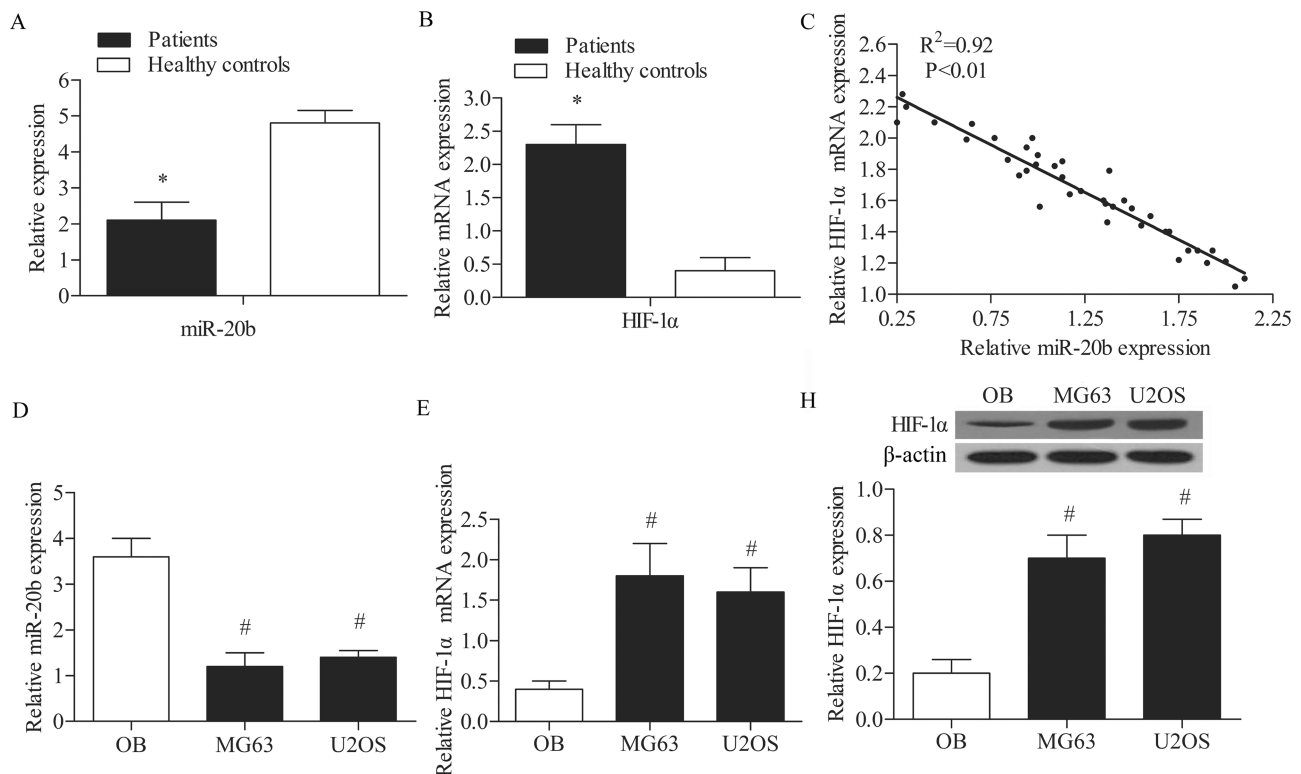 A
Patients
Healthy controls
Relative expression
6
5
4
3
2
1
0
*
miR-20b
B
Patients
Healthy controls
Relative mRNA expression
3.0
2.5
2.0
1.5
1.0
0.5
0.0
*
HIF-1α
C
R²=0.92
P<0.01
Relative HIF-1α mRNA expression
2.6
2.4
2.2
2.0
1.8
1.6
1.4
1.2
1.0
0.25 0.75 1.25 1.75 2.25
Relative miR-20b expression
D
Relative miR-20b expression
5
4
3
2
1
0
# #
OB MG63 U2OS
E
Relative HIF-1α mRNA expression
2.5
2.0
1.5
1.0
0.5
0.0
# #
OB MG63 U2OS
H
OB MG63 U2OS
HIF-1α
β-actin
Relative HIF-1α expression
1.0
0.8
0.6
0.4
0.2
0.0
# #
OB MG63 U2OS